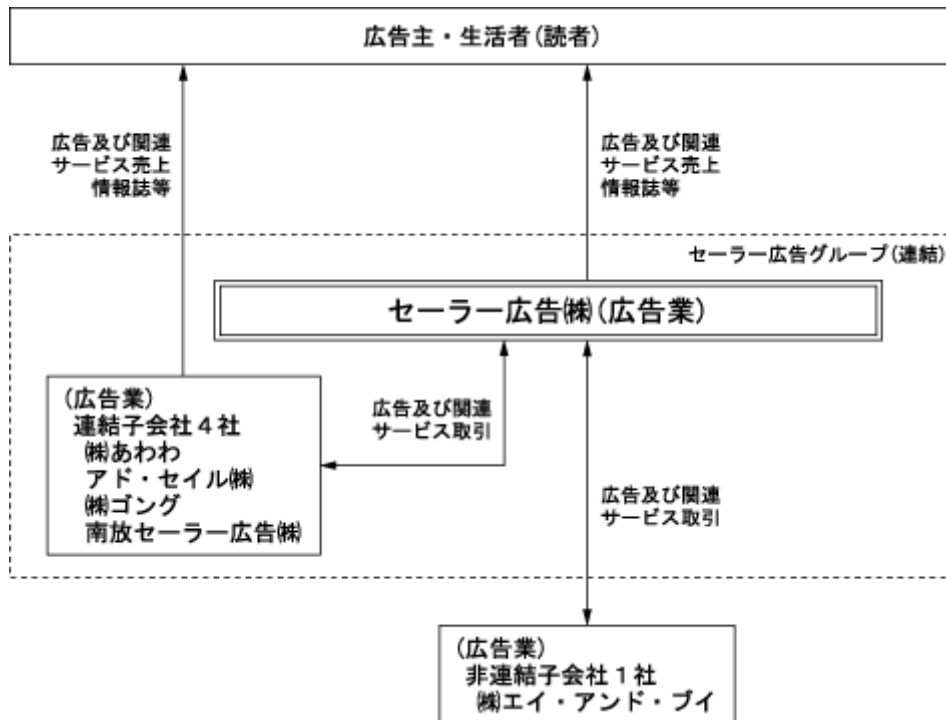 広告主・生活者(読者)
広告及び関連
サービス売上
情報誌等
広告及び関連
サービス売上
情報誌等
セーラー広告グループ(連結)
セーラー広告㈱(広告業)
(広告業)
連結子会社4社
㈱あわわ
アド・セイル㈱
㈱ゴング
南放セーラー広告㈱
広告及び関連
サービス取引
広告及び関連
サービス取引
(広告業)
非連結子会社1社
㈱エイ・アンド・ブイ